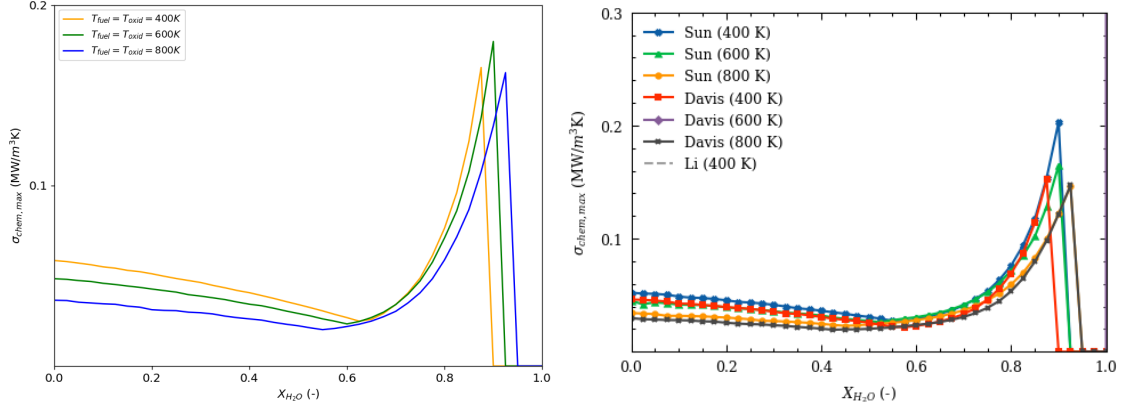 0.2
T_fuel = T_oxid = 400K
T_fuel = T_oxid = 600K
T_fuel = T_oxid = 800K
0.1
σ_chem,max (MW/m³K)
0.0 0.2 0.4 0.6 0.8 1.0
X_H₂O (-)
0.3
Sun (400 K)
Sun (600 K)
Sun (800 K)
Davis (400 K)
Davis (600 K)
Davis (800 K)
Li (400 K)
0.2
0.1
0.0
σ_chem,max (MW/m³K)
0.0 0.2 0.4 0.6 0.8 1.0
X_H₂O (-)